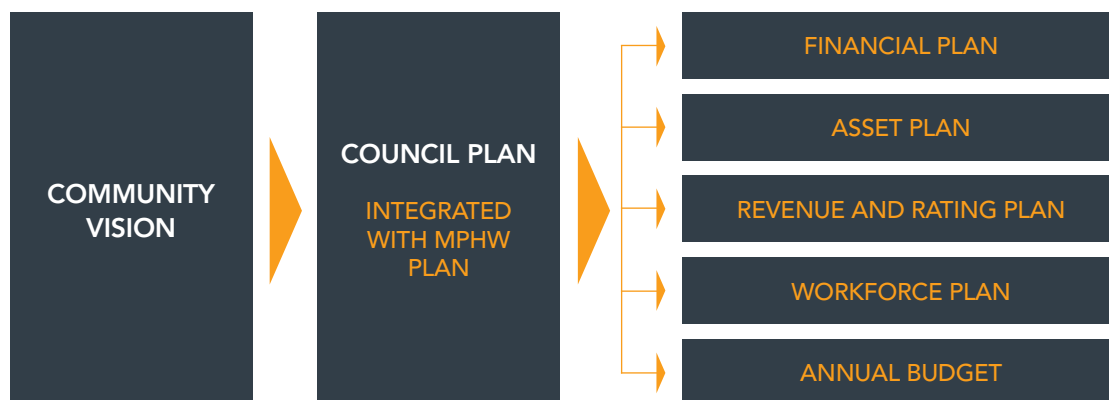 COMMUNITY
VISION
COUNCIL PLAN
INTEGRATED
WITH MPHW
PLAN
FINANCIAL PLAN
ASSET PLAN
REVENUE AND RATING PLAN
WORKFORCE PLAN
ANNUAL BUDGET